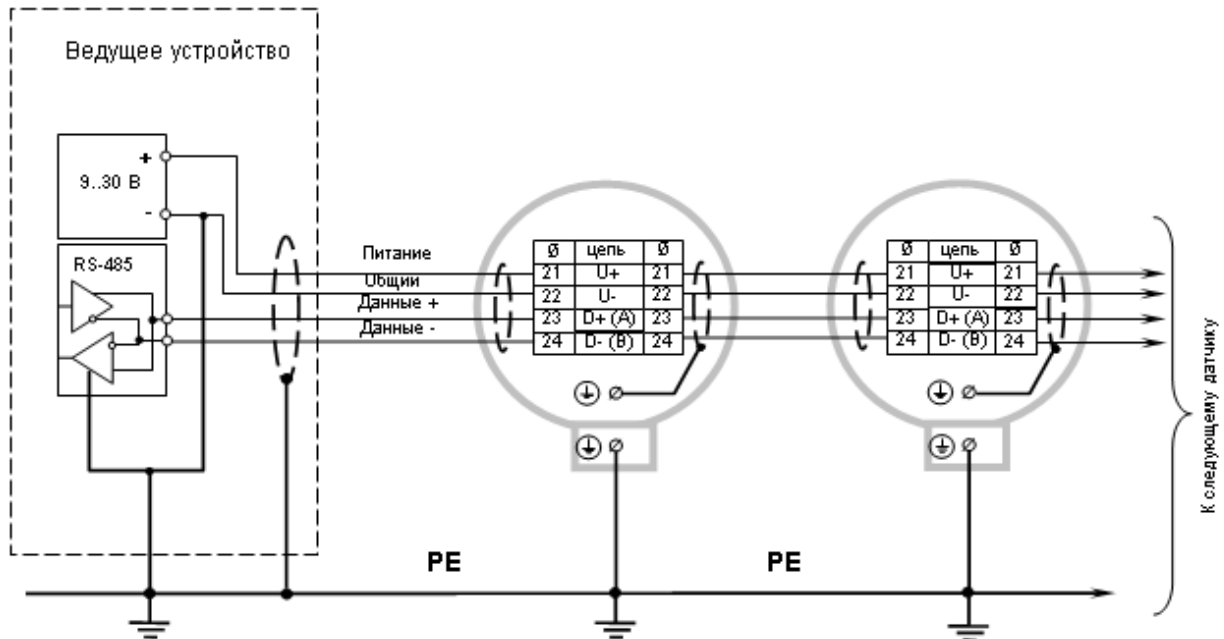 Ведущее устройство
+
9..30 В
-
RS-485
Питание
Общии
Данные +
Данные -
Ø цепь Ø
21 U+ 21
22 U- 22
23 D+ (A) 23
24 D- (B) 24
Ø цепь Ø
21 U+ 21
22 U- 22
23 D+ (A) 23
24 D- (B) 24
К следующему датчику
PE
PE